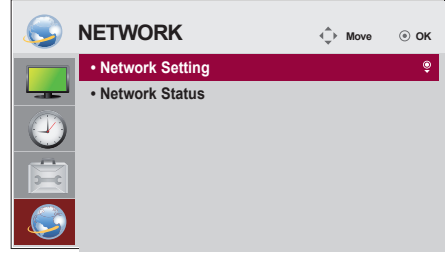 NETWORK
Move
OK
• Network Setting
• Network Status